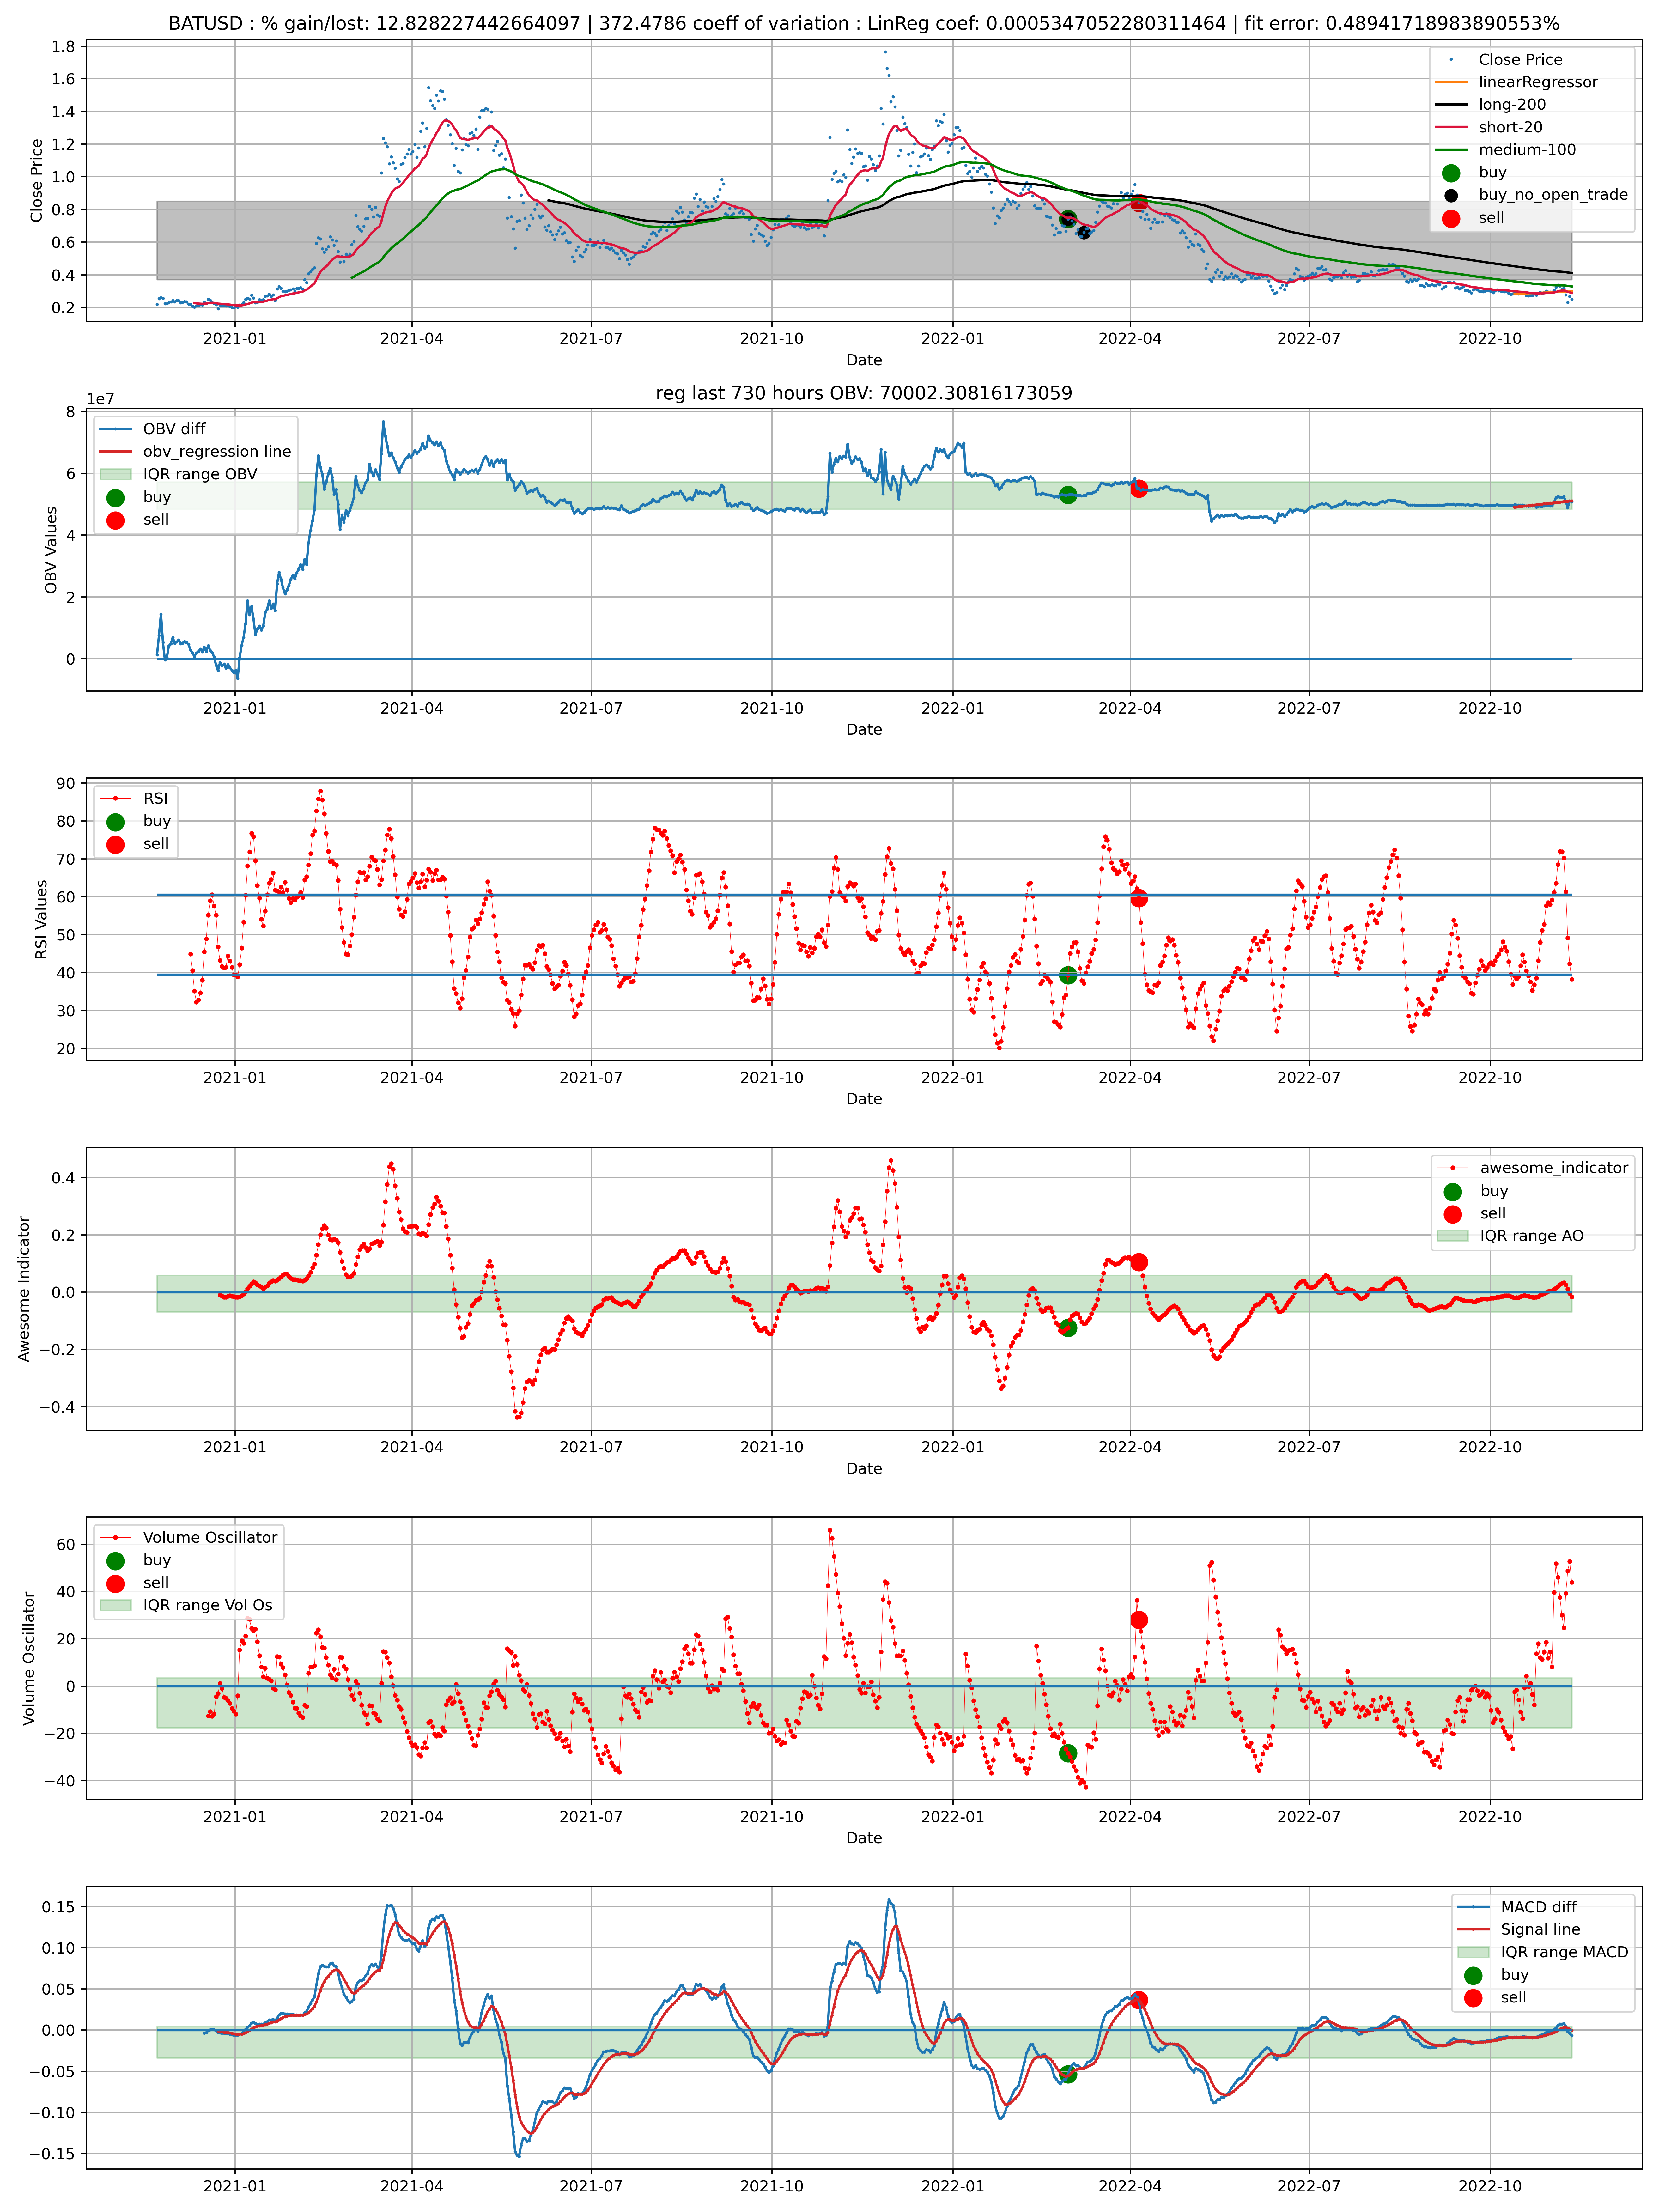 BATUSD : % gain/lost: 12.828227442664097 | 372.4786 coeff of variation : LinReg coef: 0.0005347052280311464 | fit error: 0.48941718983890553%
1.8
1.6
1.4
1.2
1.0
0.8
0.6
0.4
0.2
Close Price
Close Price
linearRegressor
long-200
short-20
medium-100
buy
buy_no_open_trade
sell
2021-01 2021-04 2021-07 2021-10 2022-01 2022-04 2022-07 2022-10
Date
reg last 730 hours OBV: 70002.30816173059
1e7
8
6
4
2
0
OBV Values
OBV diff
obv_regression line
IQR range OBV
buy
sell
2021-01 2021-04 2021-07 2021-10 2022-01 2022-04 2022-07 2022-10
Date
90
80
70
60
50
40
30
20
RSI Values
RSI
buy
sell
2021-01 2021-04 2021-07 2021-10 2022-01 2022-04 2022-07 2022-10
Date
0.4
0.2
0.0
−0.2
−0.4
Awesome Indicator
awesome_indicator
buy
sell
IQR range AO
2021-01 2021-04 2021-07 2021-10 2022-01 2022-04 2022-07 2022-10
Date
60
40
20
0
−20
−40
Volume Oscillator
Volume Oscillator
buy
sell
IQR range Vol Os
2021-01 2021-04 2021-07 2021-10 2022-01 2022-04 2022-07 2022-10
Date
0.15
0.10
0.05
0.00
−0.05
−0.10
−0.15
MACD diff
Signal line
IQR range MACD
buy
sell
2021-01 2021-04 2021-07 2021-10 2022-01 2022-04 2022-07 2022-10